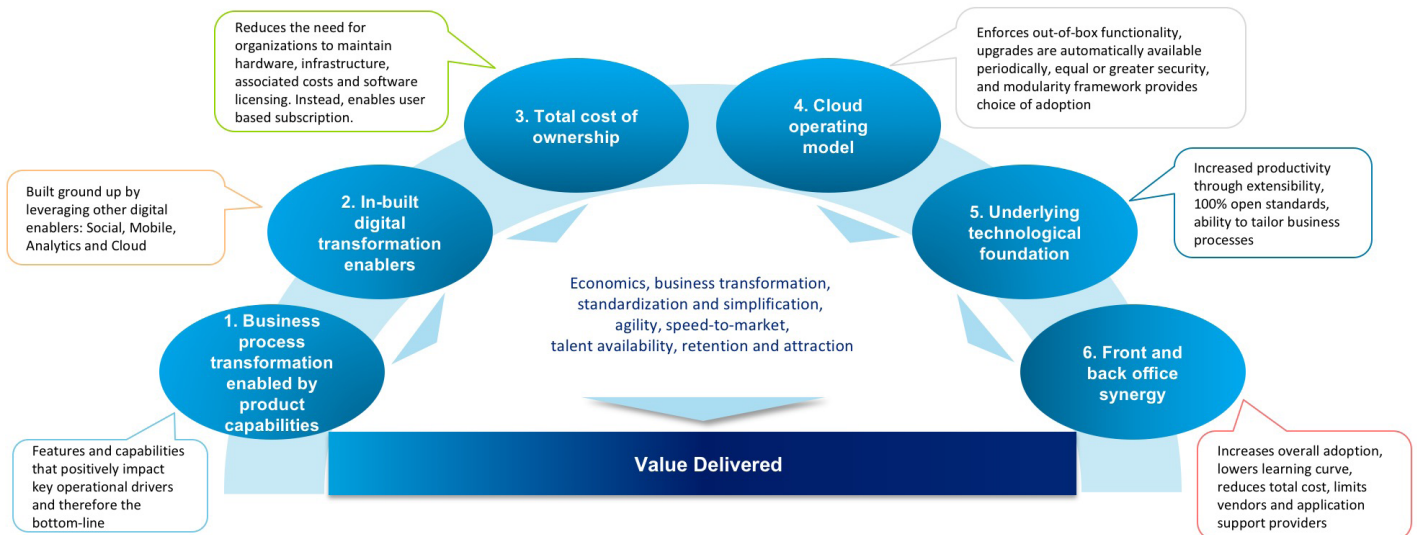 Reduces the need for
organizations to maintain
hardware, infrastructure,
associated costs and software
licensing. Instead, enables user
based subscription.
3. Total cost of
ownership
4. Cloud
operating
model
Enforces out-of-box functionality,
upgrades are automatically available
periodically, equal or greater security,
and modularity framework provides
choice of adoption
Built ground up by
leveraging other digital
enablers: Social, Mobile,
Analytics and Cloud
2. In-built
digital
transformation
enablers
5. Underlying
technological
foundation
Increased productivity
through extensibility,
100% open standards,
ability to tailor business
processes
Economics, business transformation,
standardization and simplification,
agility, speed-to-market,
talent availability, retention and attraction
1. Business
process
transformation
enabled by
product
capabilities
6. Front and
back office
synergy
Features and capabilities
that positively impact
key operational drivers
and therefore the
bottom-line
Value Delivered
Increases overall adoption,
lowers learning curve,
reduces total cost, limits
vendors and application
support providers